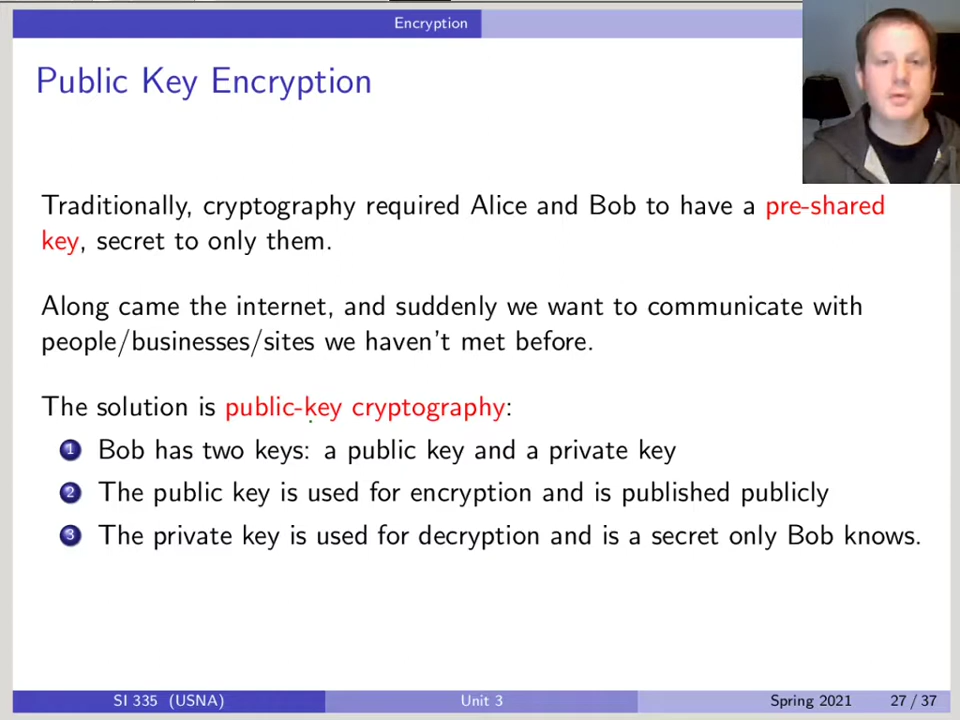 Encryption
Public Key Encryption
Traditionally, cryptography required Alice and Bob to have a pre-shared
key, secret to only them.
Along came the internet, and suddenly we want to communicate with
people/businesses/sites we haven't met before.
The solution is public-key cryptography:
1 Bob has two keys: a public key and a private key
2 The public key is used for encryption and is published publicly
3 The private key is used for decryption and is a secret only Bob knows.
SI 335 (USNA) Unit 3 Spring 2021 27 / 37